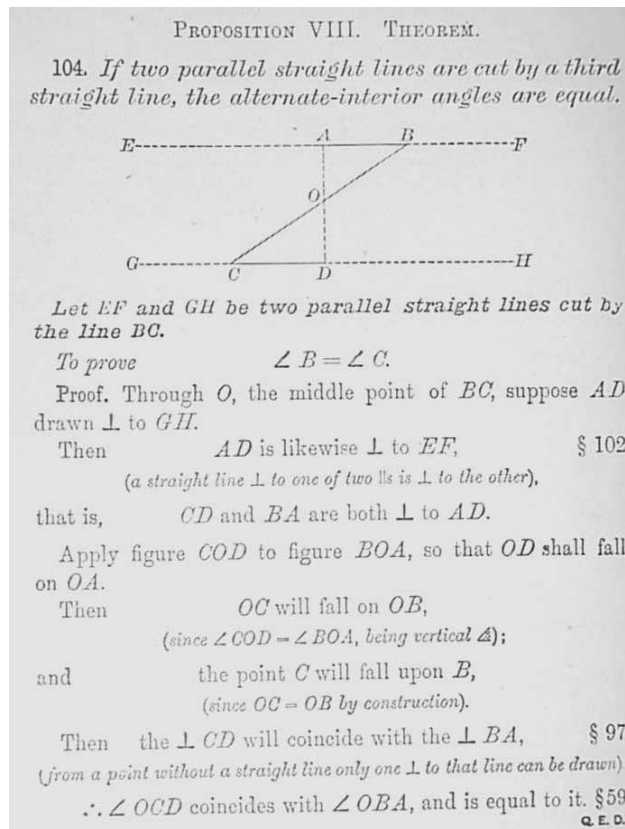 PROPOSITION VIII. THEOREM.
104. If two parallel straight lines are cut by a third
straight line, the alternate-interior angles are equal.
E A B F
O
G C D H
Let EF and GH be two parallel straight lines cut by
the line BC.
To prove ∠ B = ∠ C.
Proof. Through O, the middle point of BC, suppose AD
drawn ⊥ to GH.
Then AD is likewise ⊥ to EF, § 102
(a straight line ⊥ to one of two ||s is ⊥ to the other),
that is, CD and BA are both ⊥ to AD.
Apply figure COD to figure BOA, so that OD shall fall
on OA.
Then OC will fall on OB,
(since ∠ COD = ∠ BOA, being vertical ∡);
and the point C will fall upon B,
(since OC = OB by construction).
Then the ⊥ CD will coincide with the ⊥ BA, § 97
(from a point without a straight line only one ⊥ to that line can be drawn)
∴ ∠ OCD coincides with ∠ OBA, and is equal to it. §59
Q. E. D.